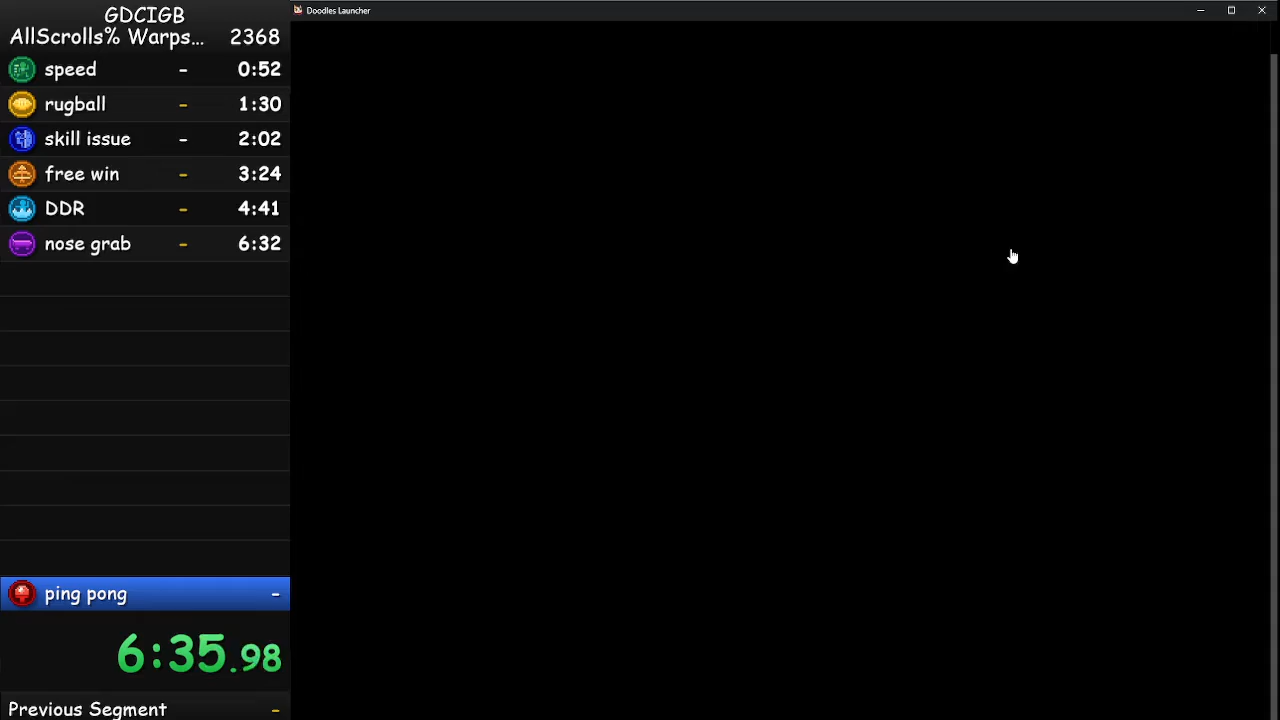 GDCIGB
AllScrolls% Warps... 2368
speed - 0:52
rugball - 1:30
skill issue - 2:02
free win - 3:24
DDR - 4:41
nose grab - 6:32
ping pong -
6:35.98
Previous Segment -
Doodles Launcher